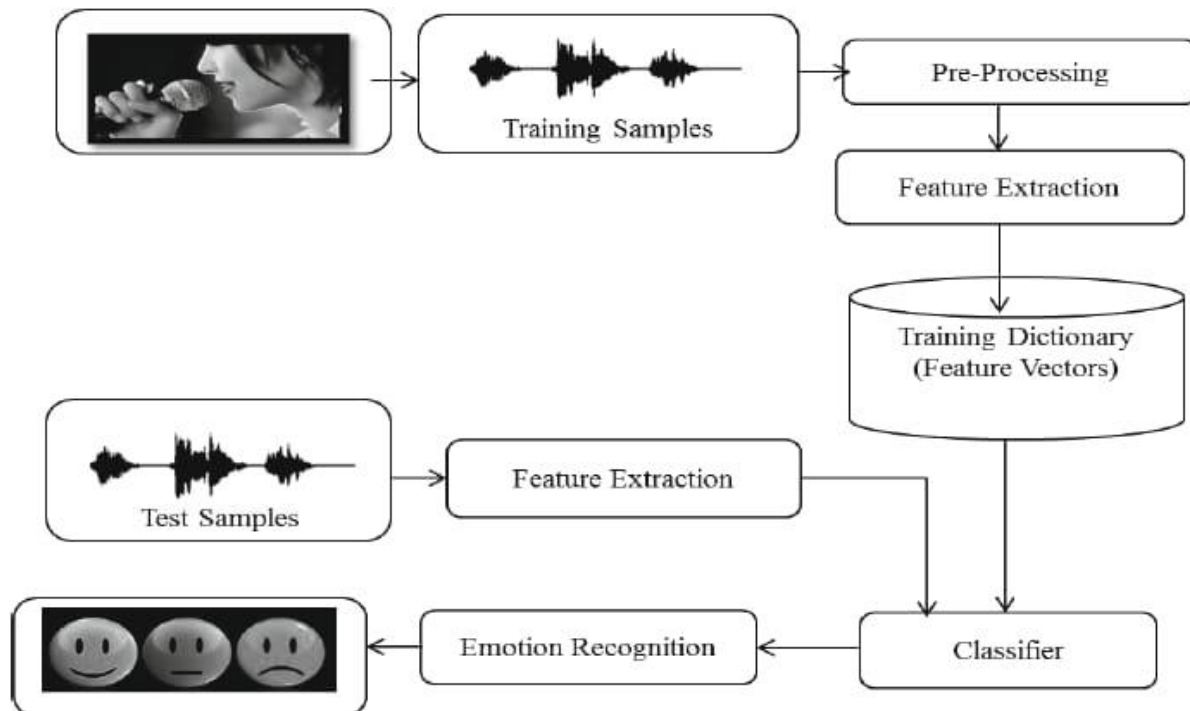 Training Samples
Pre-Processing
Feature Extraction
Training Dictionary
(Feature Vectors)
Test Samples
Feature Extraction
Emotion Recognition
Classifier